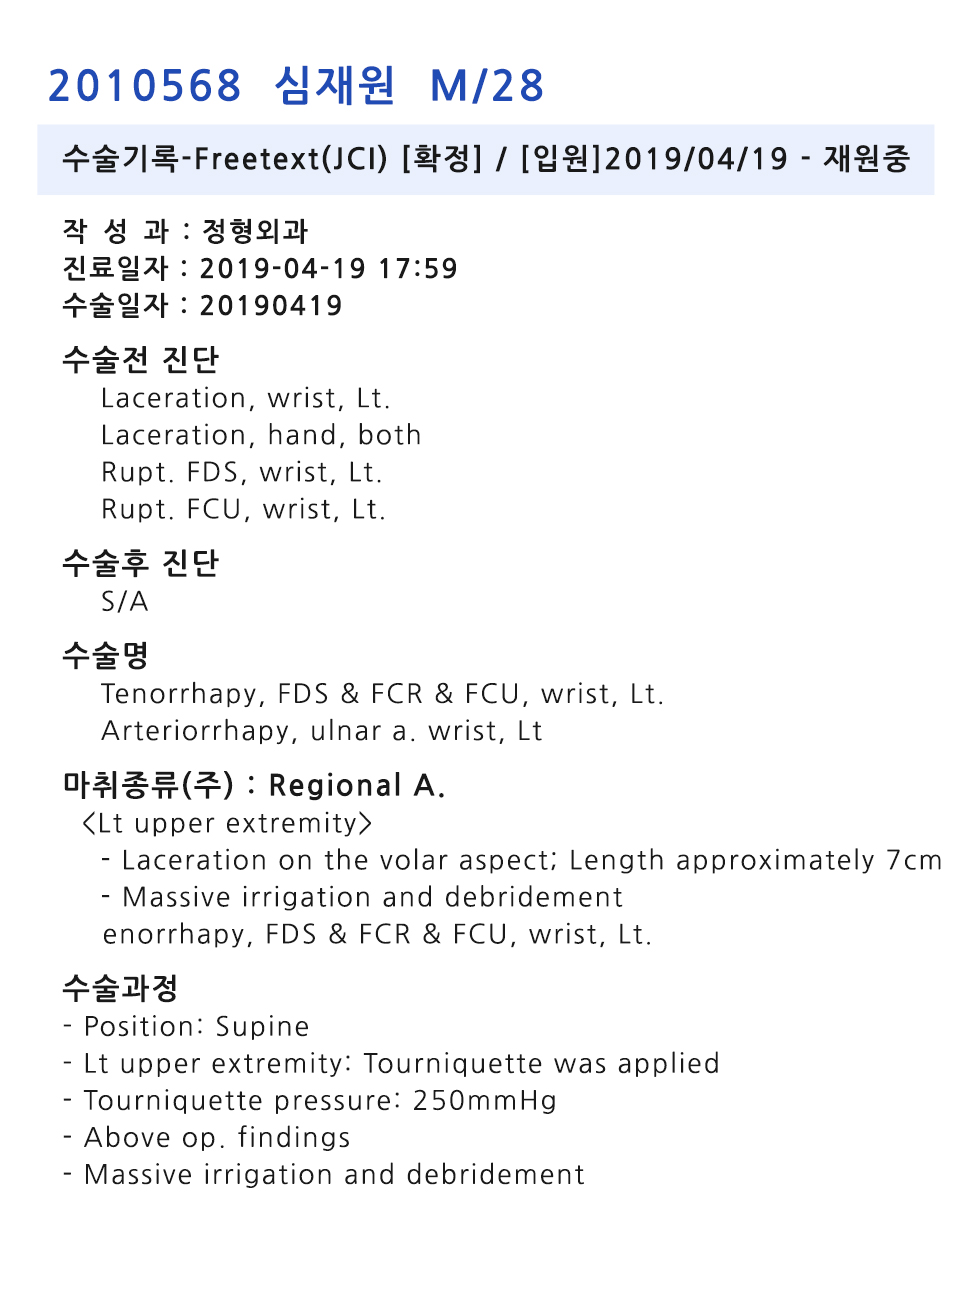 2010568 심재원 M/28
수술기록-Freetext(JCI) [확정] / [입원]2019/04/19 - 재원중
작 성 과 : 정형외과
진료일자 : 2019-04-19 17:59
수술일자 : 20190419
수술전 진단
Laceration, wrist, Lt.
Laceration, hand, both
Rupt. FDS, wrist, Lt.
Rupt. FCU, wrist, Lt.
수술후 진단
S/A
수술명
Tenorrhapy, FDS & FCR & FCU, wrist, Lt.
Arteriorrhapy, ulnar a. wrist, Lt
마취종류(주) : Regional A.
<Lt upper extremity>
- Laceration on the volar aspect; Length approximately 7cm
- Massive irrigation and debridement
enorrhapy, FDS & FCR & FCU, wrist, Lt.
수술과정
- Position: Supine
- Lt upper extremity: Tourniquette was applied
- Tourniquette pressure: 250mmHg
- Above op. findings
- Massive irrigation and debridement